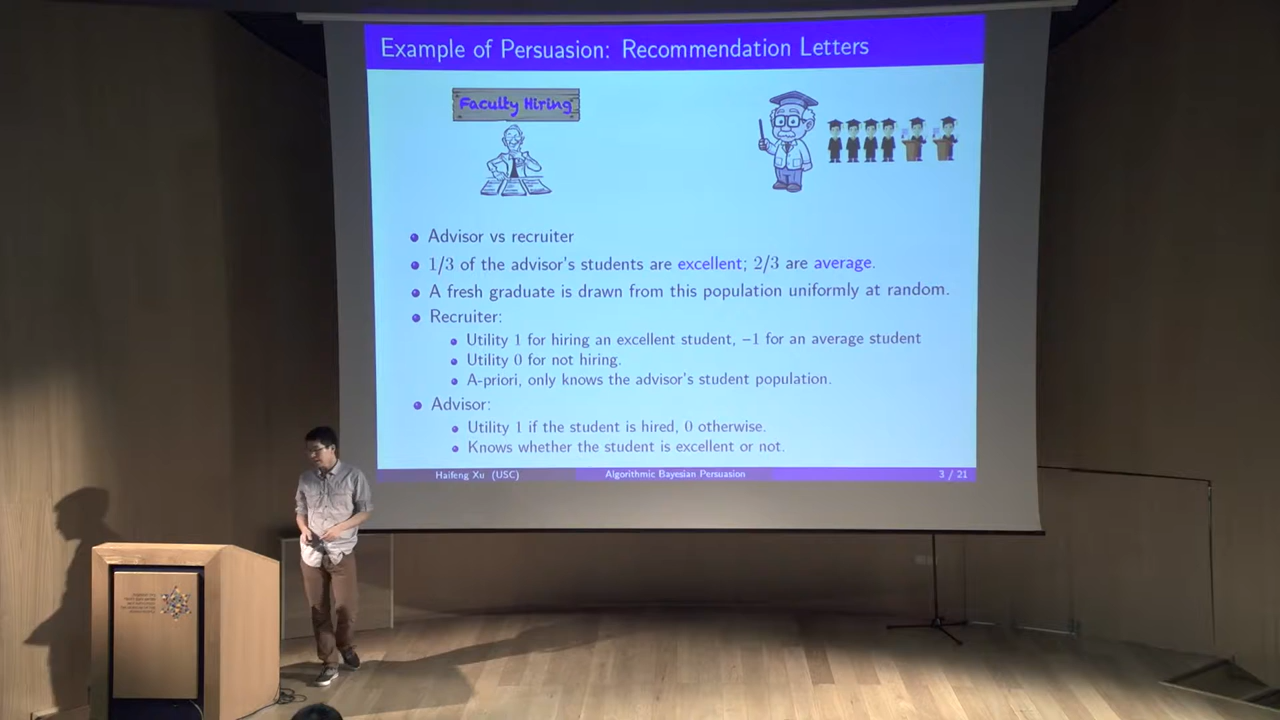 Example of Persuasion: Recommendation Letters
Faculty Hiring
Advisor vs recruiter
1/3 of the advisor's students are excellent; 2/3 are average.
A fresh graduate is drawn from this population uniformly at random.
Recruiter:
Utility 1 for hiring an excellent student, −1 for an average student
Utility 0 for not hiring.
A-priori, only knows the advisor's student population.
Advisor:
Utility 1 if the student is hired, 0 otherwise.
Knows whether the student is excellent or not.
Haifeng Xu (USC) Algorithmic Bayesian Persuasion 3 / 21